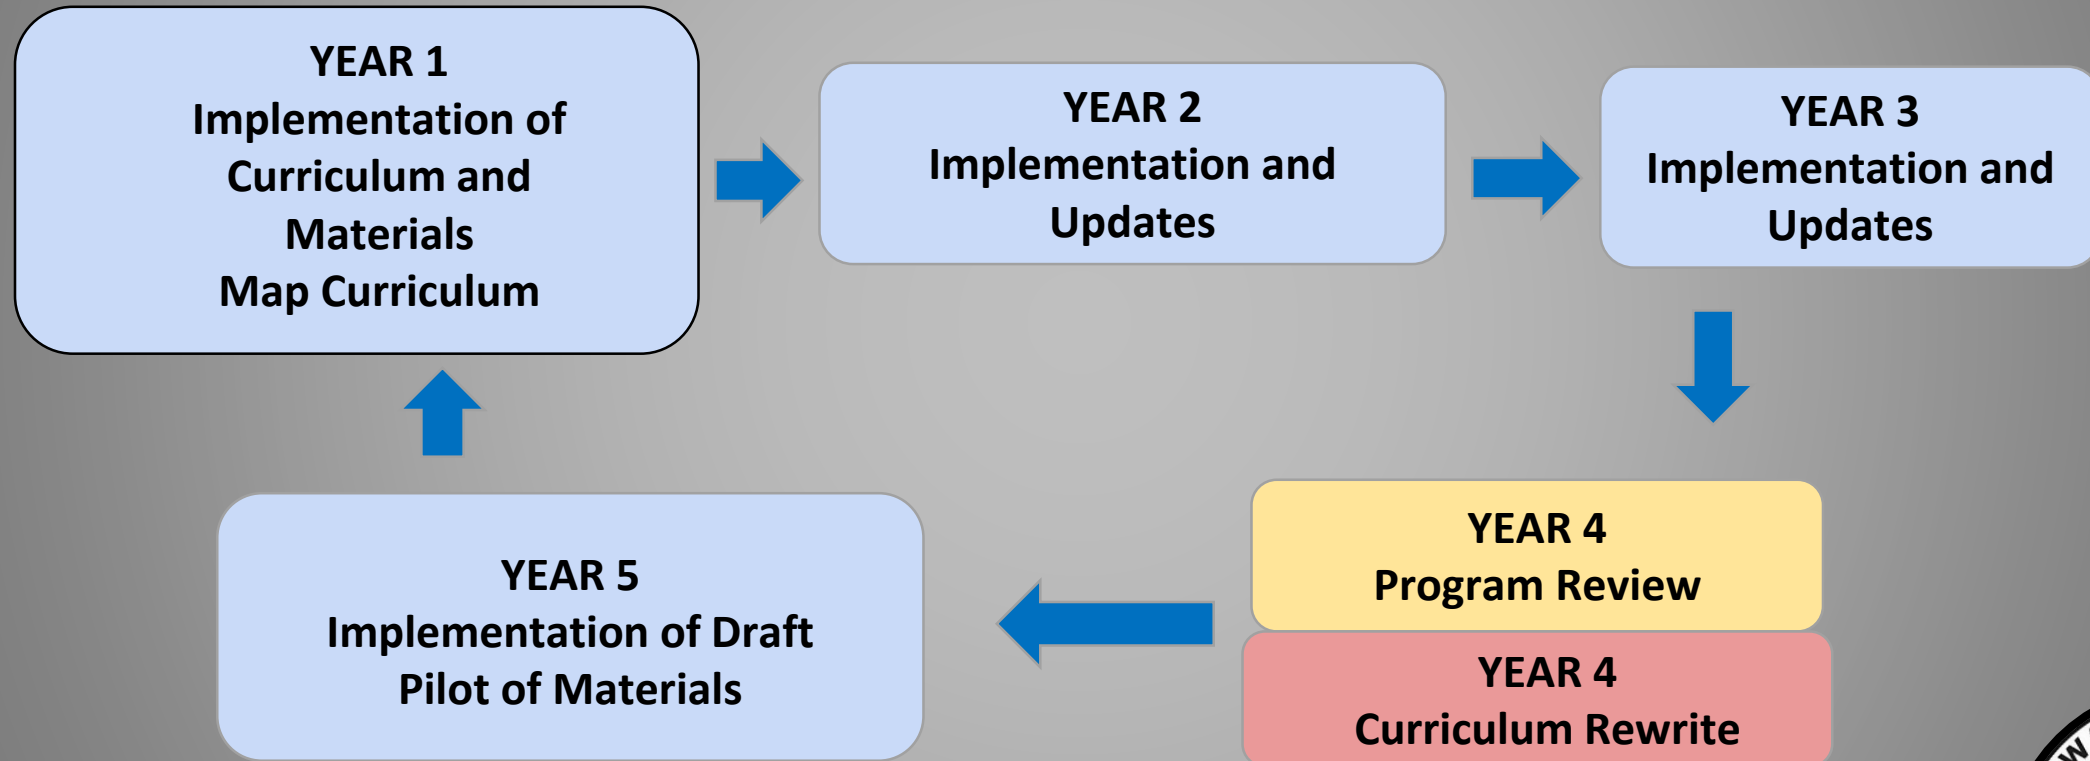 YEAR 1
Implementation of
Curriculum and
Materials
Map Curriculum
YEAR 2
Implementation and
Updates
YEAR 3
Implementation and
Updates
YEAR 4
Program Review
YEAR 4
Curriculum Rewrite
YEAR 5
Implementation of Draft
Pilot of Materials